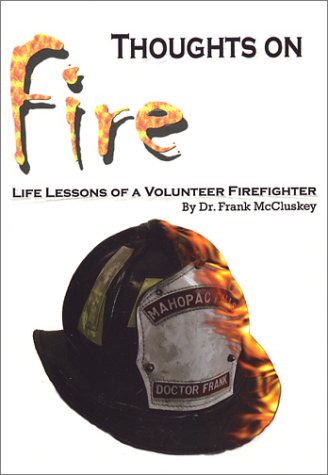 THOUGHTS ON
fire
LIFE LESSONS OF A VOLUNTEER FIREFIGHTER
By Dr. Frank McCluskey
MAHOPAC
DOCTOR FRANK